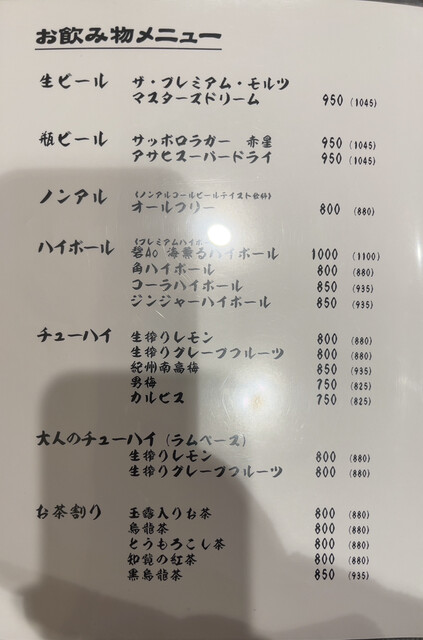 お飲み物メニュー
生ビール ザ・プレミアム・モルツ
マスターズドリーム 950 (1045)
瓶ビール サッポロラガー 赤星 950 (1045)
アサヒスーパードライ 950 (1045)
ノンアル (ノンアルコールビールテイスト飲料)
オールフリー 800 (880)
(プレミアムハイボ
ハイボール 碧Ao 海薫るハイボール 1000 (1100)
角ハイボール 800 (880)
コーラハイボール 850 (935)
ジンジャーハイボール 850 (935)
チューハイ 生搾りレモン 800 (880)
生搾りグレープフルーツ 800 (880)
紀州南高梅 850 (935)
男梅 750 (825)
カルピス 750 (825)
大人のチューハイ (ラムベース)
生搾りレモン 800 (880)
生搾りグレープフルーツ 800 (880)
お茶割り 玉露入りお茶 800 (880)
烏龍茶 800 (880)
とうもろこし茶 800 (880)
知覧の紅茶 800 (880)
黒烏龍茶 850 (935)